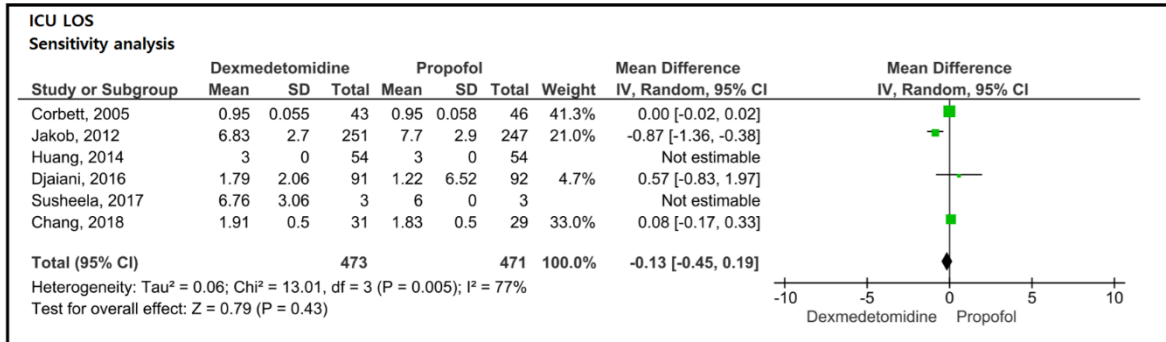 ICU LOS
Sensitivity analysis
Dexmedetomidine Propofol Mean Difference Mean Difference
Study or Subgroup Mean SD Total Mean SD Total Weight IV, Random, 95% CI IV, Random, 95% CI
Corbett, 2005 0.95 0.055 43 0.95 0.058 46 41.3% 0.00 [-0.02, 0.02]
Jakob, 2012 6.83 2.7 251 7.7 2.9 247 21.0% -0.87 [-1.36, -0.38]
Huang, 2014 3 0 54 3 0 54 Not estimable
Djaiani, 2016 1.79 2.06 91 1.22 6.52 92 4.7% 0.57 [-0.83, 1.97]
Susheela, 2017 6.76 3.06 3 6 0 3 Not estimable
Chang, 2018 1.91 0.5 31 1.83 0.5 29 33.0% 0.08 [-0.17, 0.33]
Total (95% CI) 473 471 100.0% -0.13 [-0.45, 0.19]
Heterogeneity: Tau² = 0.06; Chi² = 13.01, df = 3 (P = 0.005); I² = 77%
Test for overall effect: Z = 0.79 (P = 0.43)
-10 -5 0 5 10
Dexmedetomidine Propofol